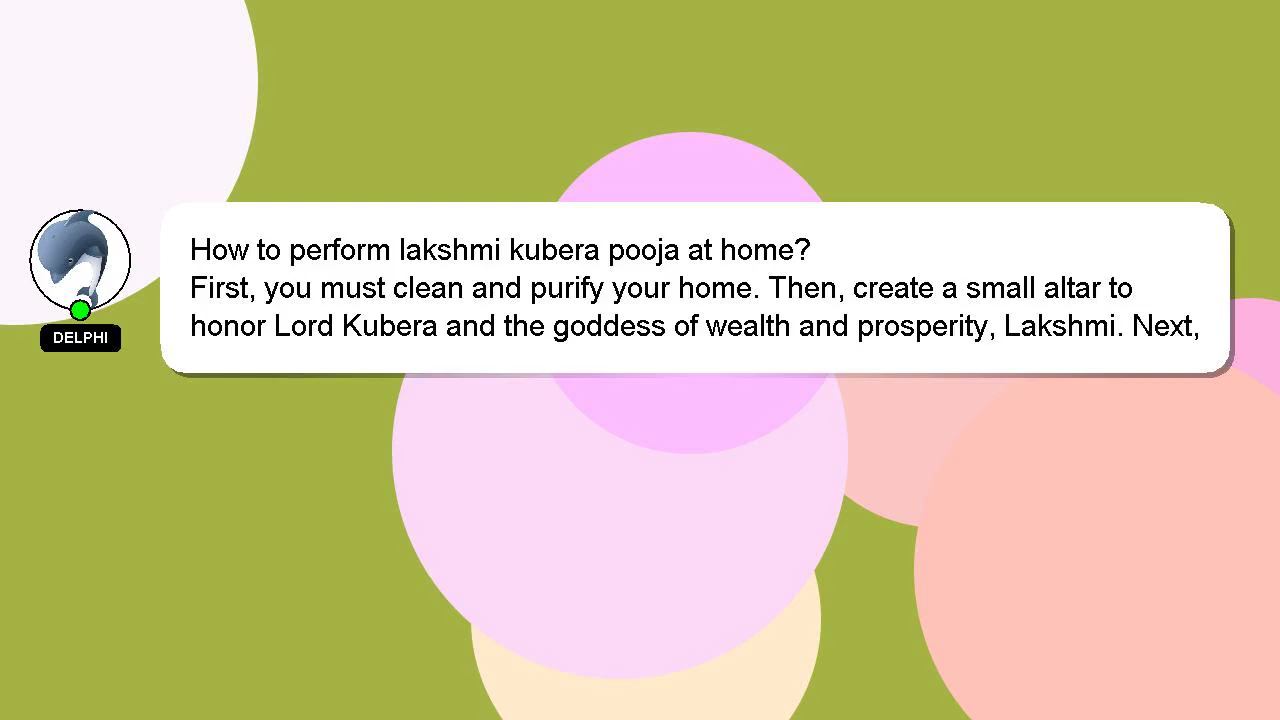 How to perform lakshmi kubera pooja at home?
First, you must clean and purify your home. Then, create a small altar to
honor Lord Kubera and the goddess of wealth and prosperity, Lakshmi. Next,
DELPHI